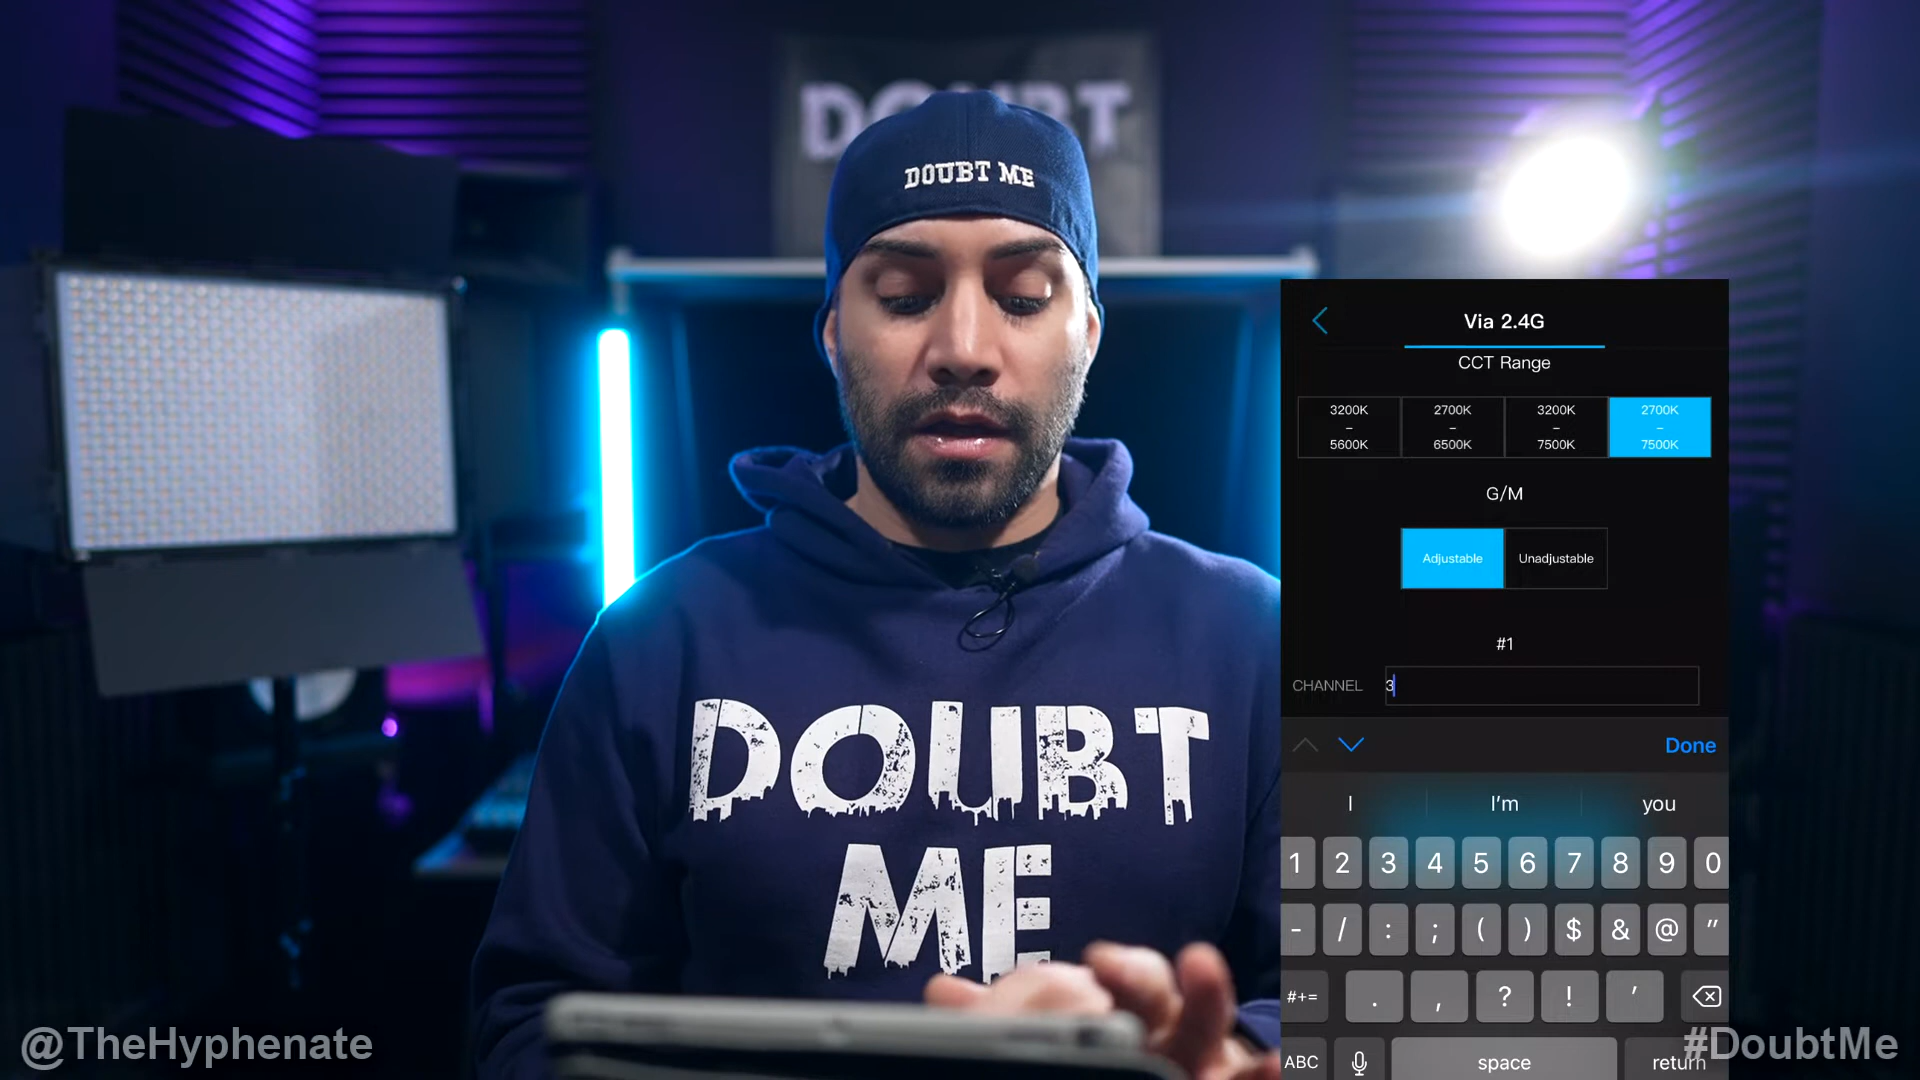 DOUBT
DOUBT ME
DOUBT
ME
Via 2.4G
CCT Range
3200K
–
5600K
2700K
–
6500K
3200K
–
7500K
2700K
–
7500K
G/M
Adjustable
Unadjustable
#1
CHANNEL 3
Done
I I'm you
1 2 3 4 5 6 7 8 9 0
- / : ; ( ) $ & @ "
#+= . , ? ! '
ABC space return
@TheHyphenate
#DoubtMe